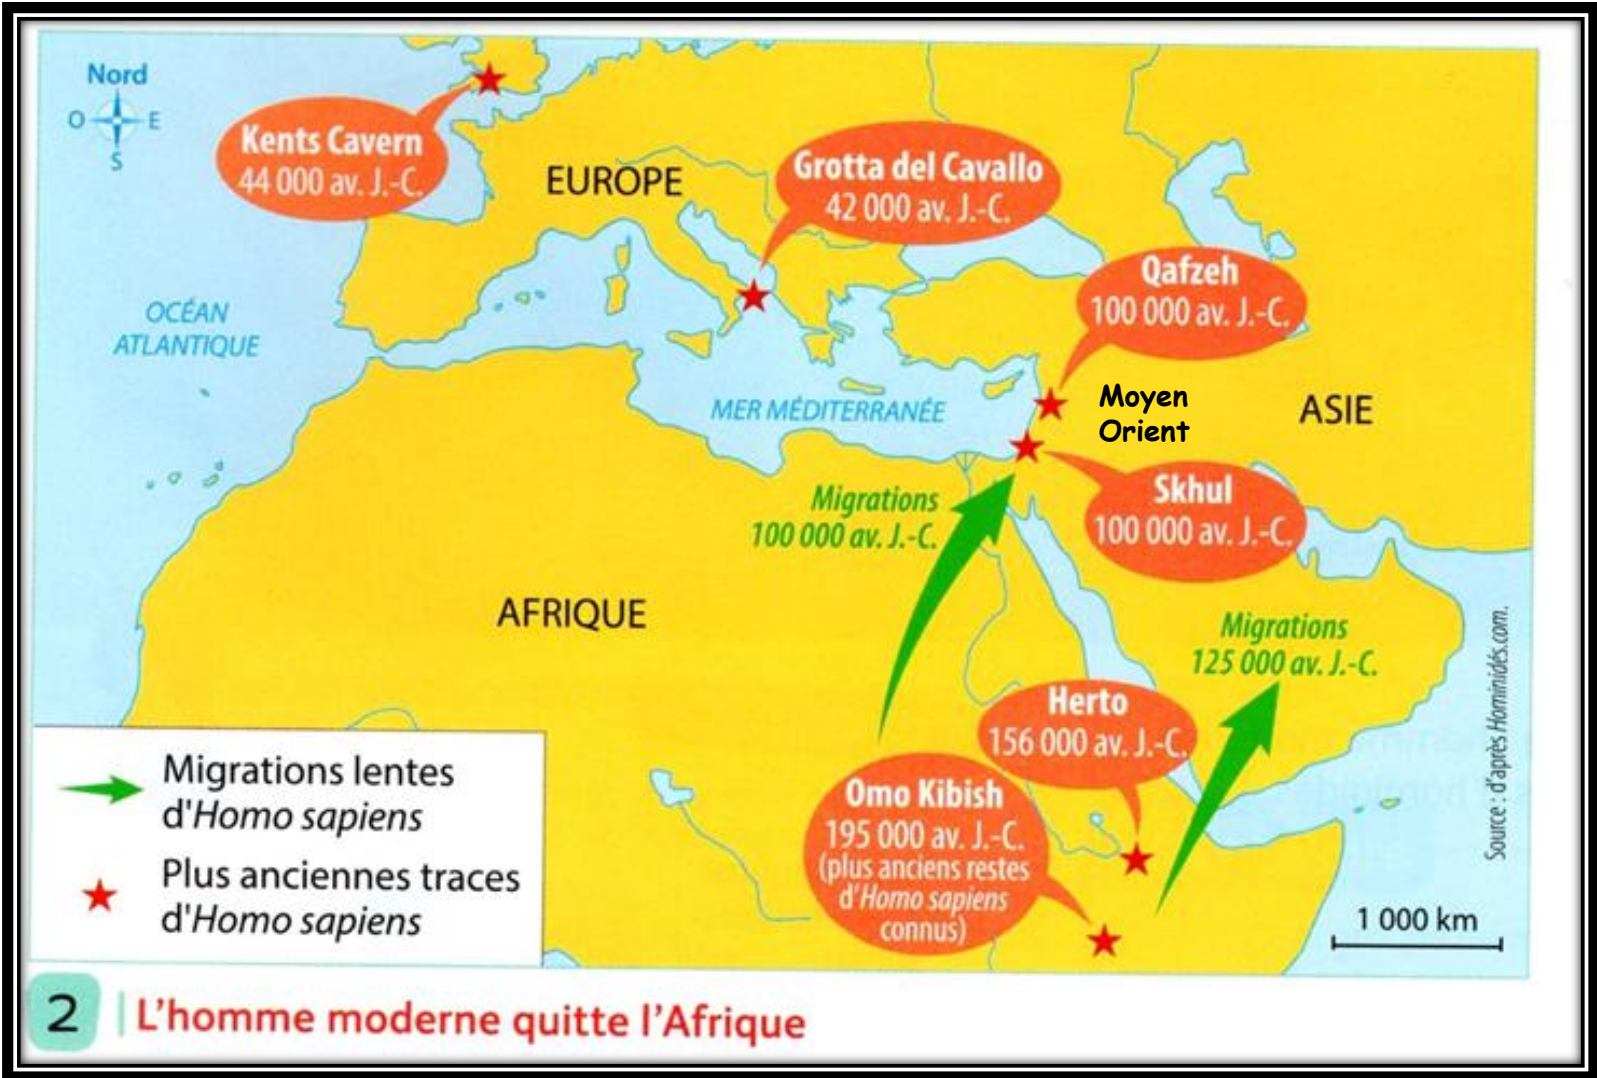 Nord
O E
S
Kents Cavern
44 000 av. J.-C.
EUROPE
Grotta del Cavallo
42 000 av. J.-C.
Qafzeh
100 000 av. J.-C.
OCÉAN
ATLANTIQUE
MER MÉDITERRANÉE
Moyen
Orient
ASIE
Skhul
100 000 av. J.-C.
Migrations
100 000 av. J.-C.
AFRIQUE
Migrations
125 000 av. J.-C.
Herto
156 000 av. J.-C.
Omo Kibish
195 000 av. J.-C.
(plus anciens restes
d'Homo sapiens
connus)
Source : d'après Hominidés.com.
1 000 km
Migrations lentes
d'Homo sapiens
Plus anciennes traces
d'Homo sapiens
2 L'homme moderne quitte l'Afrique